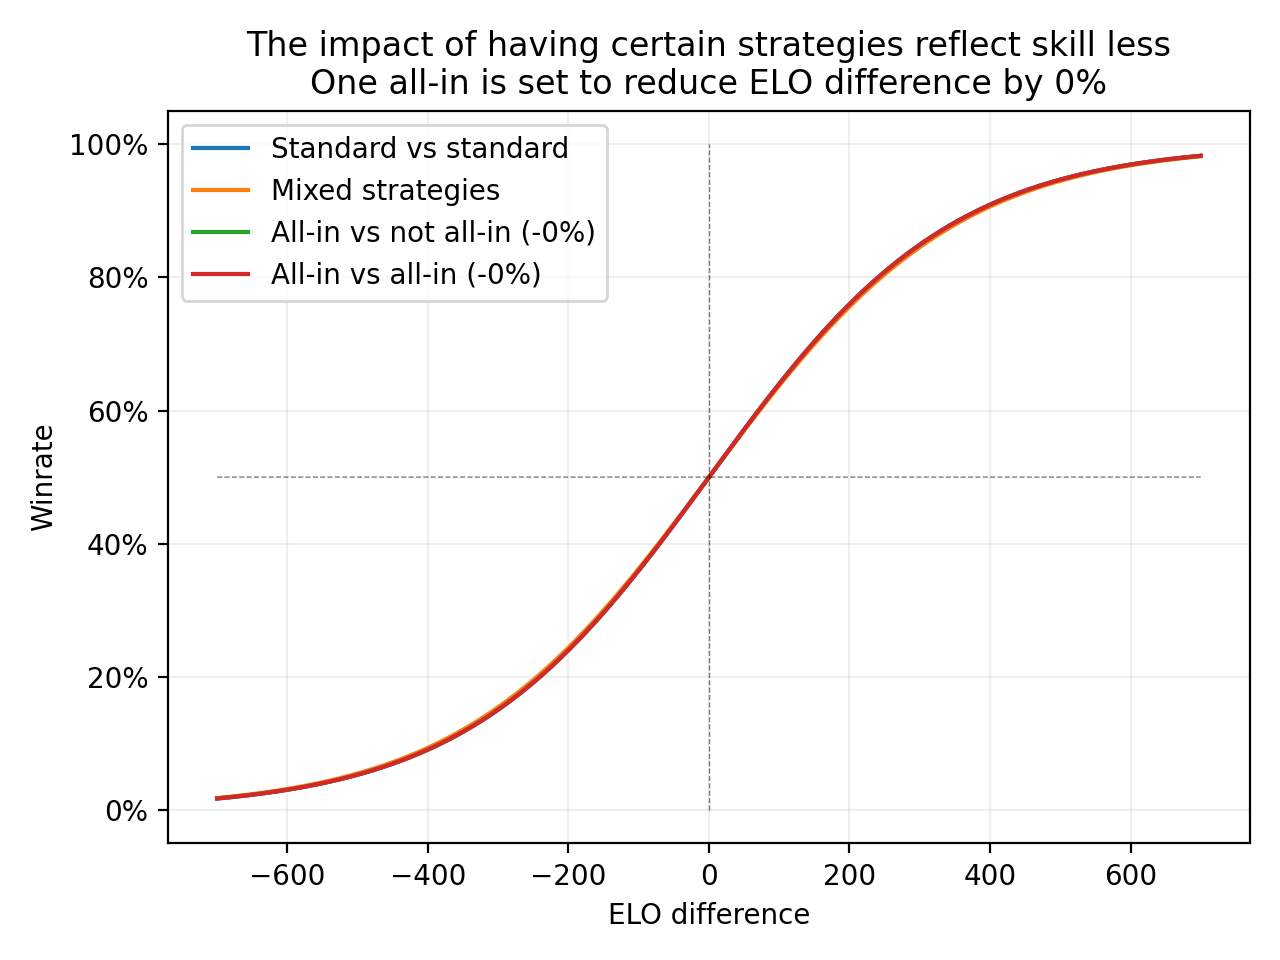 The impact of having certain strategies reflect skill less
One all-in is set to reduce ELO difference by 0%
Standard vs standard
Mixed strategies
All-in vs not all-in (-0%)
All-in vs all-in (-0%)
100%
80%
60%
40%
20%
0%
Winrate
−600
−400
−200
0
200
400
600
ELO difference